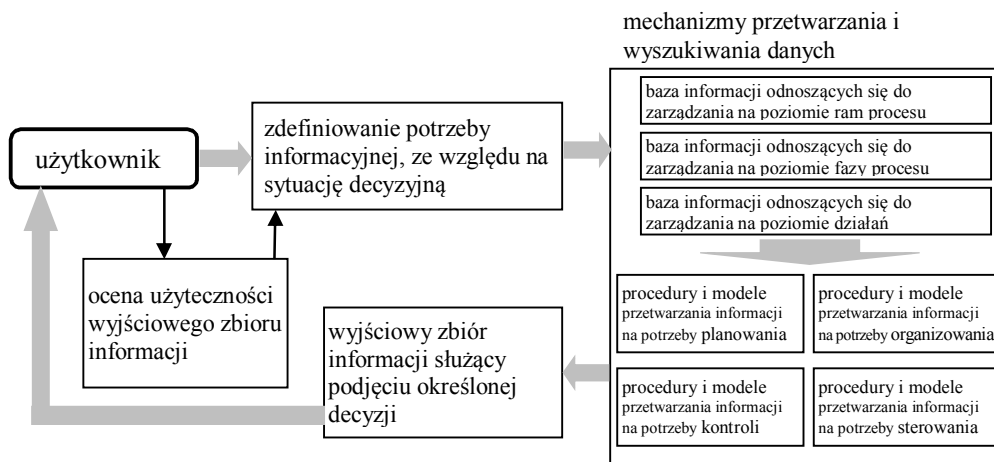 mechanizmy przetwarzania i
wyszukiwania danych
baza informacji odnoszących się do
zarządzania na poziomie ram procesu
baza informacji odnoszących się do
zarządzania na poziomie fazy procesu
baza informacji odnoszących się do
zarządzania na poziomie działań
użytkownik
zdefiniowanie potrzeby
informacyjnej, ze względu na
sytuację decyzyjną
ocena użyteczności
wyjściowego zbioru
informacji
wyjściowy zbiór
informacji służący
podjęciu określonej
decyzji
procedury i modele
przetwarzania informacji
na potrzeby planowania
procedury i modele
przetwarzania informacji
na potrzeby organizowania
procedury i modele
przetwarzania informacji
na potrzeby kontroli
procedury i modele
przetwarzania informacji
na potrzeby sterowania